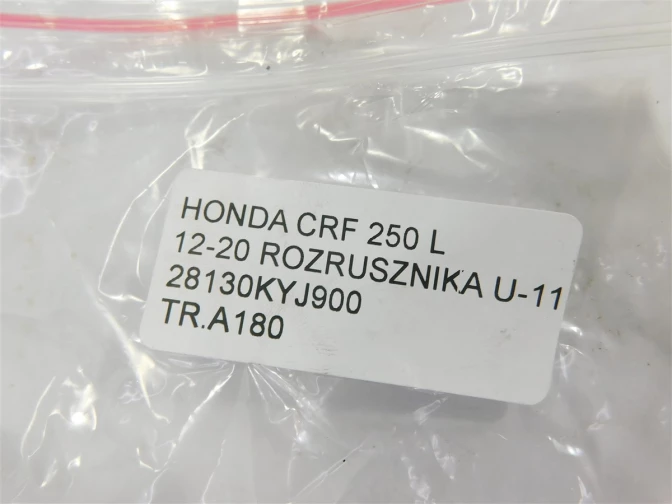 HONDA CRF 250 L
12-20 ROZRUSZNIKA U-11
28130KYJ900
TR.A180